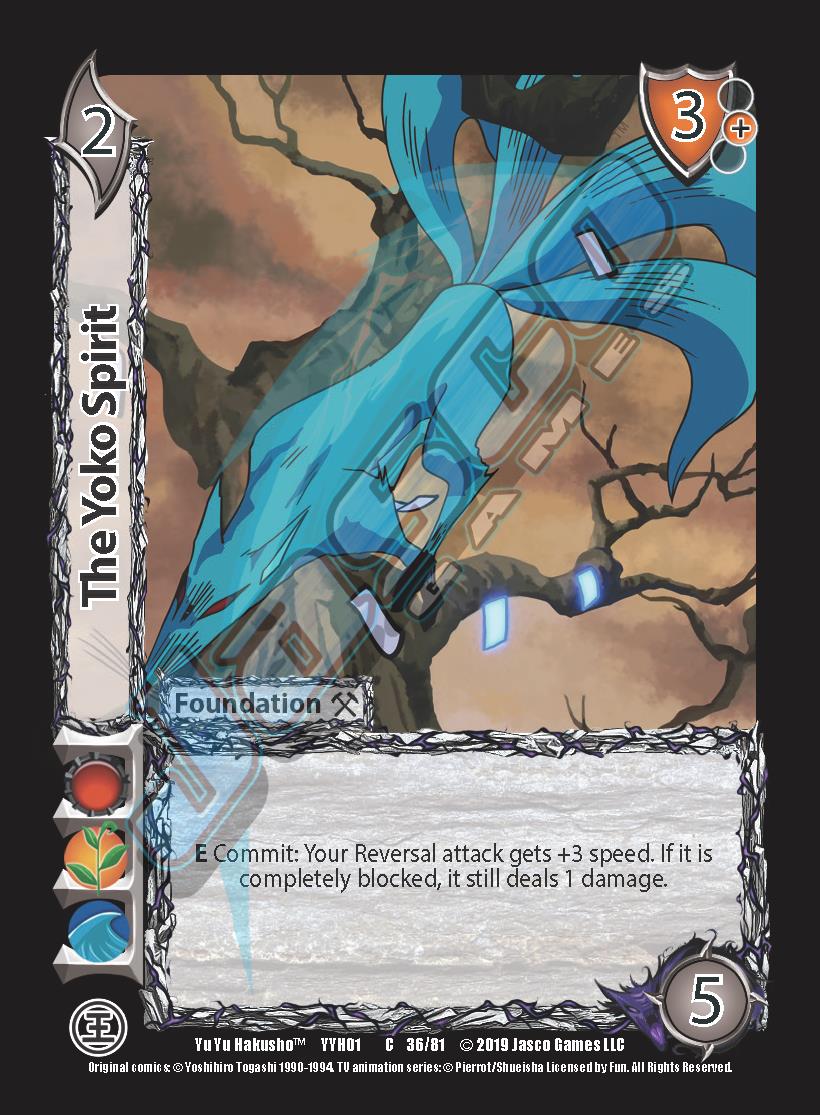 2
3
+
The Yoko Spirit
Foundation
E Commit: Your Reversal attack gets +3 speed. If it is
completely blocked, it still deals 1 damage.
5
Yu Yu Hakusho™ YYH01 C 36/81 © 2019 Jasco Games LLC
Original comics: © Yoshihiro Togashi 1990-1994. TV animation series: © Pierrot/Shueisha Licensed by Fun. All Rights Reserved.